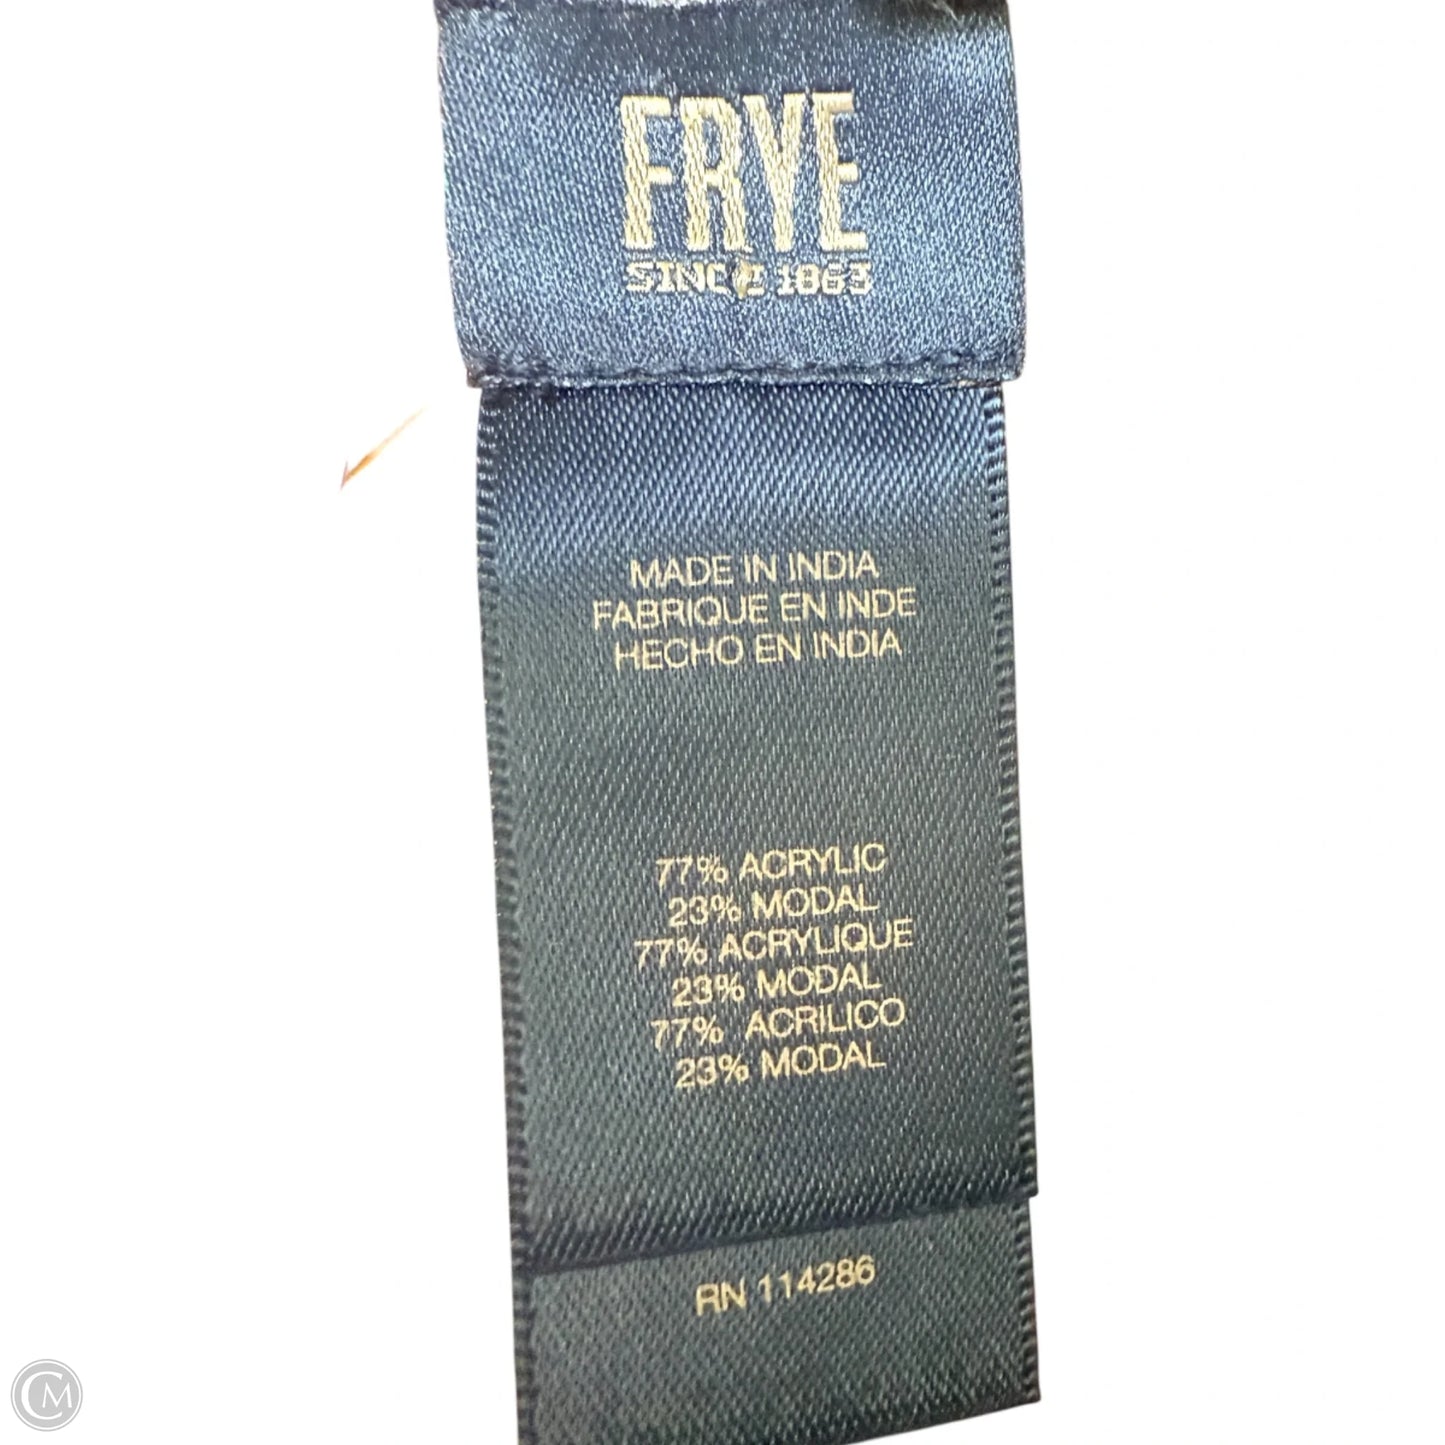 FRYE
SINCE 1863
MADE IN INDIA
FABRIQUE EN INDE
HECHO EN INDIA
77% ACRYLIC
23% MODAL
77% ACRYLIQUE
23% MODAL
77% ACRILICO
23% MODAL
RN 114286
CM